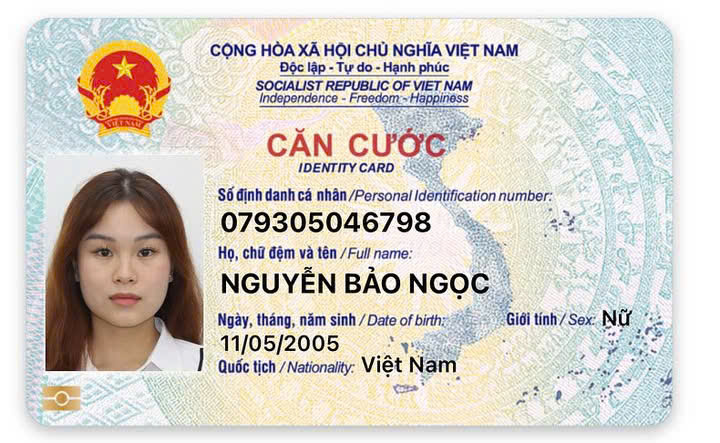 CỘNG HÒA XÃ HỘI CHỦ NGHĨA VIỆT NAM
Độc lập - Tự do - Hạnh phúc
SOCIALIST REPUBLIC OF VIET NAM
Independence - Freedom - Happiness
CĂN CƯỚC
IDENTITY CARD
Số định danh cá nhân /Personal Identification number:
079305046798
Họ, chữ đệm và tên / Full name:
NGUYỄN BẢO NGỌC
Ngày, tháng, năm sinh / Date of birth: Giới tính / Sex: Nữ
11/05/2005
Quốc tịch / Nationality: Việt Nam
VIỆT NAM